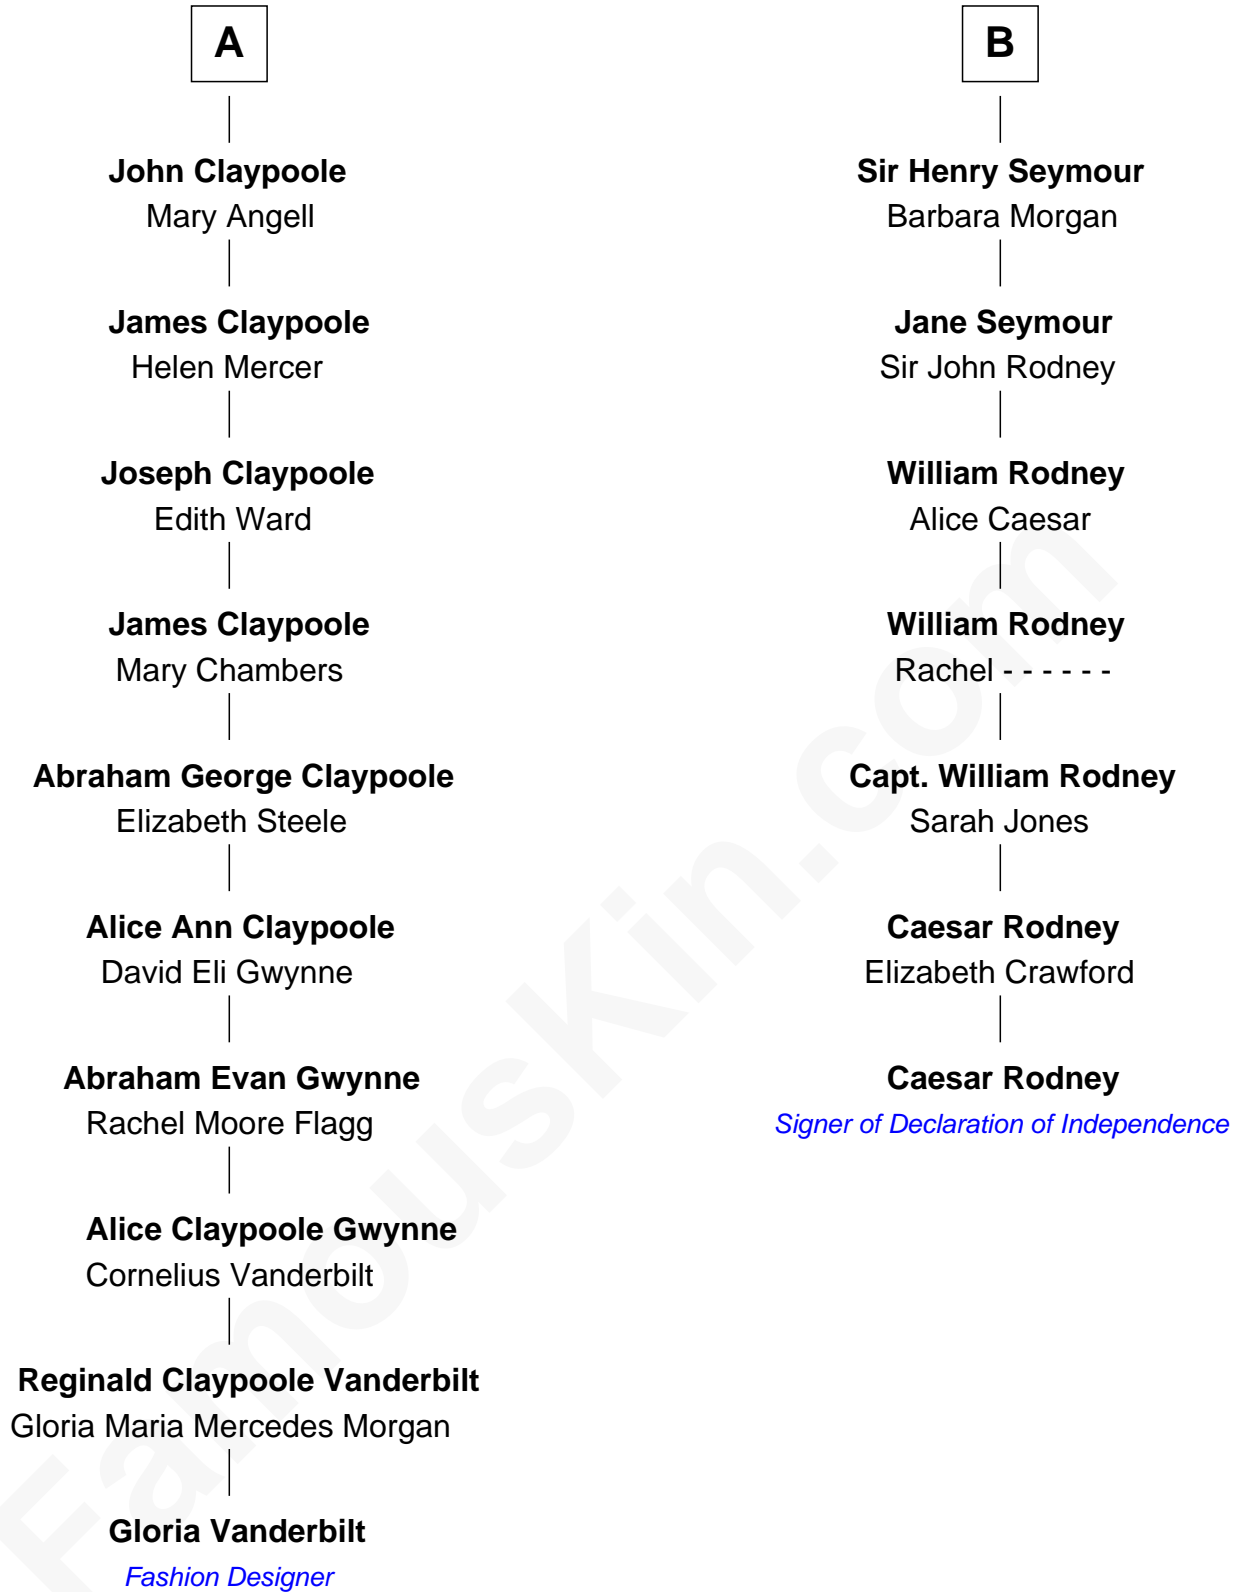 A
John Claypoole
Mary Angell
James Claypoole
Helen Mercer
Joseph Claypoole
Edith Ward
James Claypoole
Mary Chambers
Abraham George Claypoole
Elizabeth Steele
Alice Ann Claypoole
David Eli Gwynne
Abraham Evan Gwynne
Rachel Moore Flagg
Alice Claypoole Gwynne
Cornelius Vanderbilt
Reginald Claypoole Vanderbilt
Gloria Maria Mercedes Morgan
Gloria Vanderbilt
Fashion Designer
B
Sir Henry Seymour
Barbara Morgan
Jane Seymour
Sir John Rodney
William Rodney
Alice Caesar
William Rodney
Rachel - - - - - -
Capt. William Rodney
Sarah Jones
Caesar Rodney
Elizabeth Crawford
Caesar Rodney
Signer of Declaration of Independence
FamousKin.com